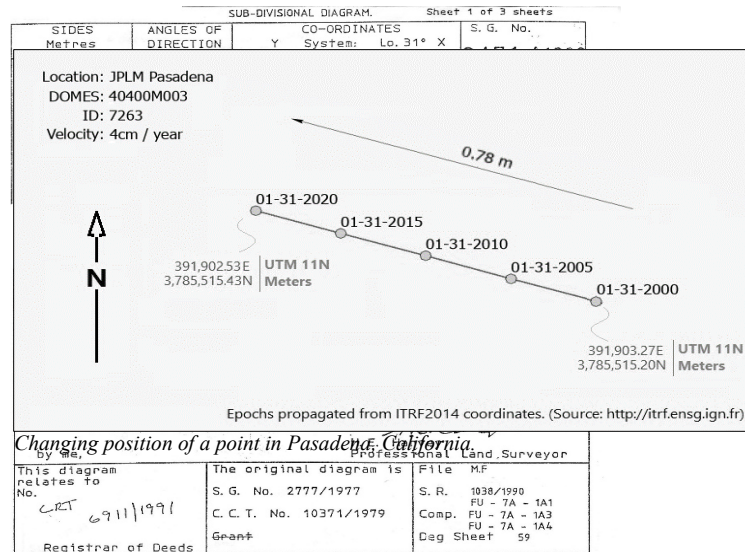 SUB-DIVISIONAL DIAGRAM. Sheet 1 of 3 sheets
SIDES
Metres
ANGLES OF
DIRECTION
CO-ORDINATES
Y System: Lo. 31° X
S. G. No.
Location: JPLM Pasadena
DOMES: 40400M003
ID: 7263
Velocity: 4cm / year
0.78 m
01-31-2020
01-31-2015
01-31-2010
01-31-2005
01-31-2000
391,902.53E
3,785,515.43N
UTM 11N
Meters
N
391,903.27E
3,785,515.20N
UTM 11N
Meters
Epochs propagated from ITRF2014 coordinates. (Source: http://itrf.ensg.ign.fr)
Changing position of a point in Pasadena, California.
by me,
Professional Land Surveyor
This diagram
relates to
No.
CRT 6911/1991
Registrar of Deeds
The original diagram is
S. G. No. 2777/1977
C. C. T. No. 10371/1979
Grant
File M.F
S. R. 1038/1990
FU - 7A - 1A1
Comp. FU - 7A - 1A3
FU - 7A - 1A4
Deg Sheet 59